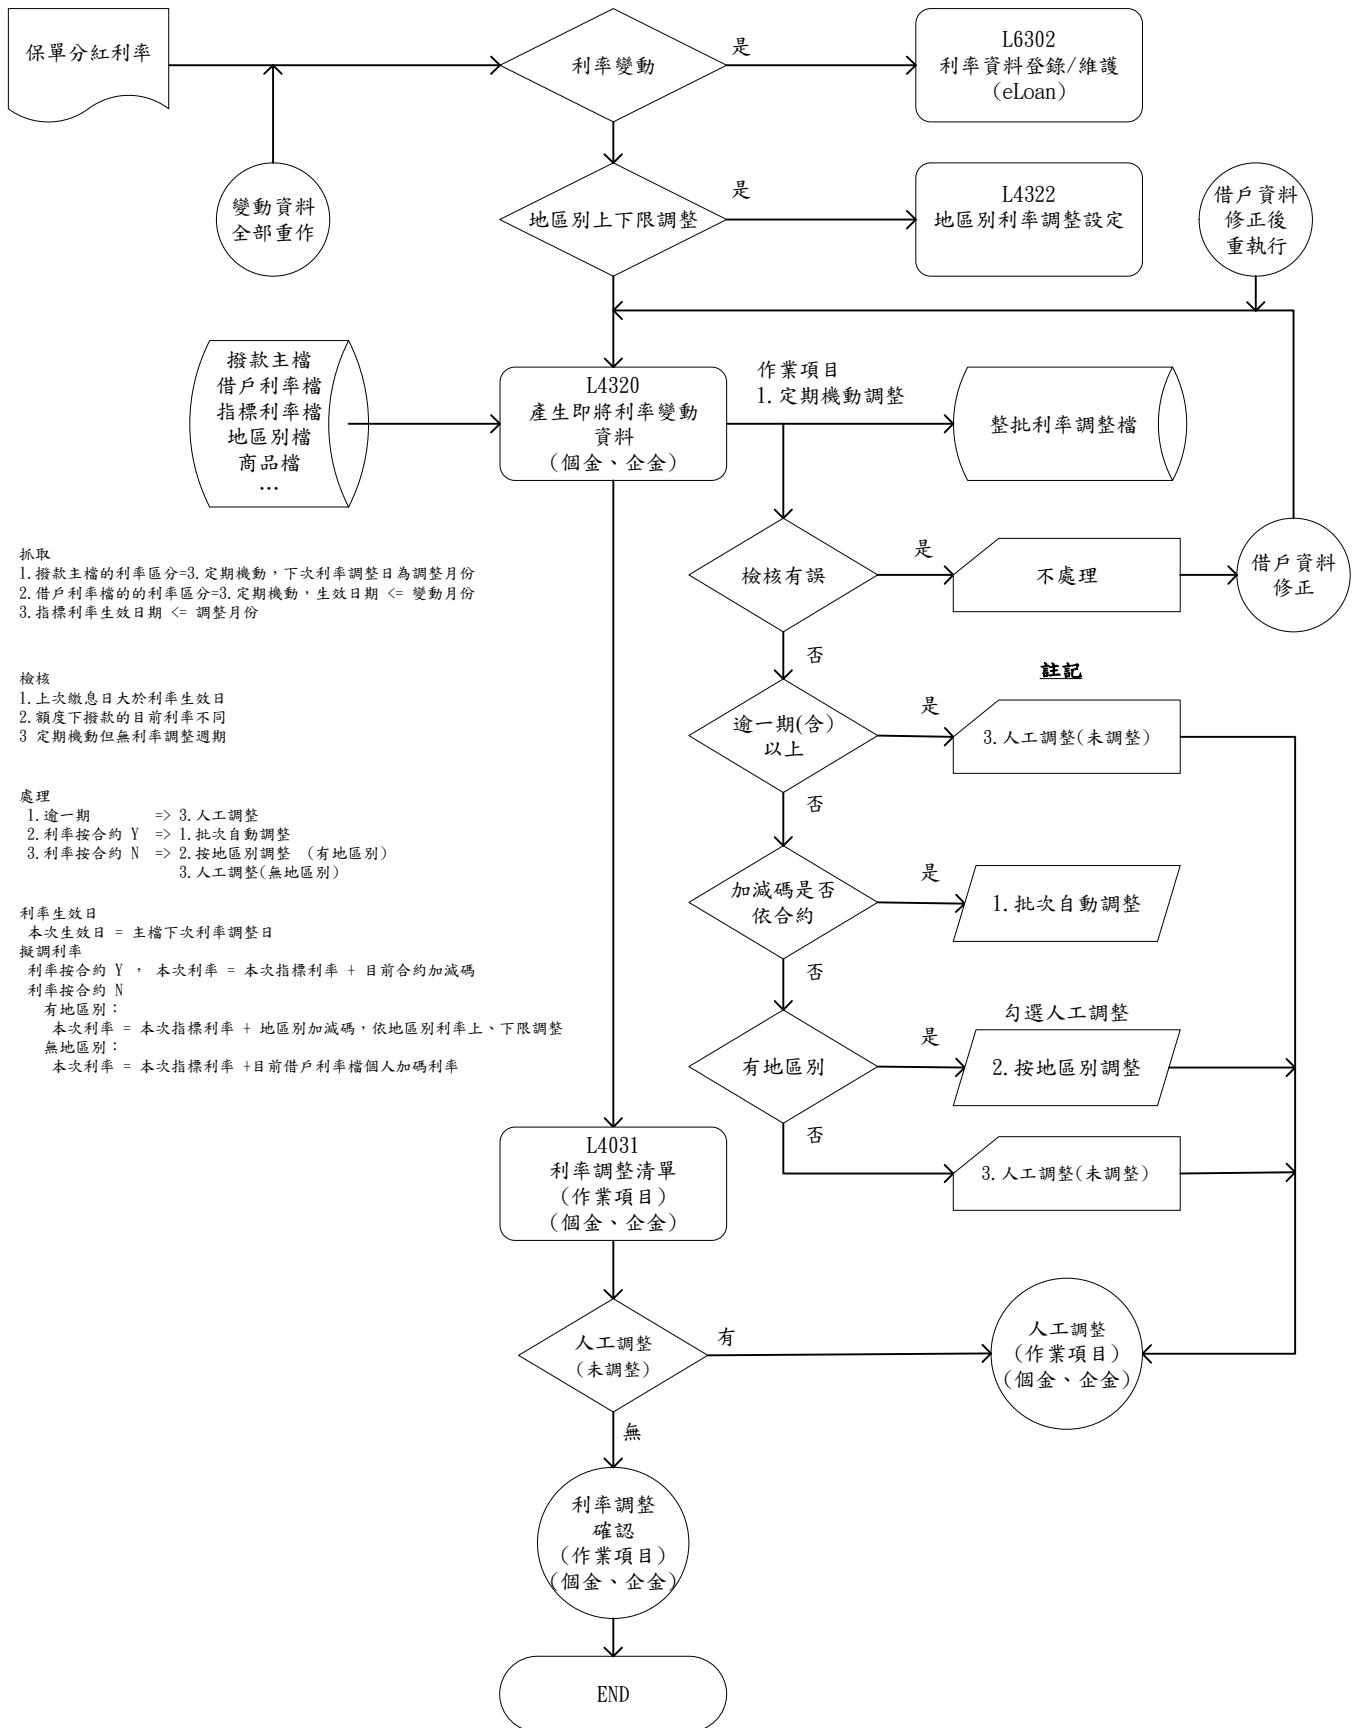 保單分紅利率
利率變動
是
L6302
利率資料登錄/維護
(eLoan)
變動資料
全部重作
地區別上下限調整
是
L4322
地區別利率調整設定
借戶資料
修正後
重執行
撥款主檔
借戶利率檔
指標利率檔
地區別檔
商品檔
...
L4320
產生即將利率變動
資料
(個金、企金)
作業項目
1.定期機動調整
整批利率調整檔
抓取
1.撥款主檔的利率區分=3.定期機動，下次利率調整日為調整月份
2.借戶利率檔的的利率區分=3.定期機動，生效日期 <= 變動月份
3.指標利率生效日期 <= 調整月份
檢核有誤
是
不處理
借戶資料
修正
否
檢核
1.上次繳息日大於利率生效日
2.額度下撥款的目前利率不同
3 定期機動但無利率調整週期
註記
逾一期(含)
以上
是
3.人工調整(未調整)
否
處理
1.逾一期 => 3.人工調整
2.利率按合約 Y => 1.批次自動調整
3.利率按合約 N => 2.按地區別調整 (有地區別)
3.人工調整(無地區別)
加減碼是否
依合約
是
1.批次自動調整
否
利率生效日
本次生效日 = 主檔下次利率調整日
擬調利率
利率按合約 Y ， 本次利率 = 本次指標利率 + 目前合約加減碼
利率按合約 N
有地區別：
本次利率 = 本次指標利率 + 地區別加減碼，依地區別利率上、下限調整
無地區別：
本次利率 = 本次指標利率 +目前借戶利率檔個人加碼利率
勾選人工調整
有地區別
是
2.按地區別調整
否
3.人工調整(未調整)
L4031
利率調整清單
(作業項目)
(個金、企金)
人工調整
(未調整)
有
人工調整
(作業項目)
(個金、企金)
無
利率調整
確認
(作業項目)
(個金、企金)
END